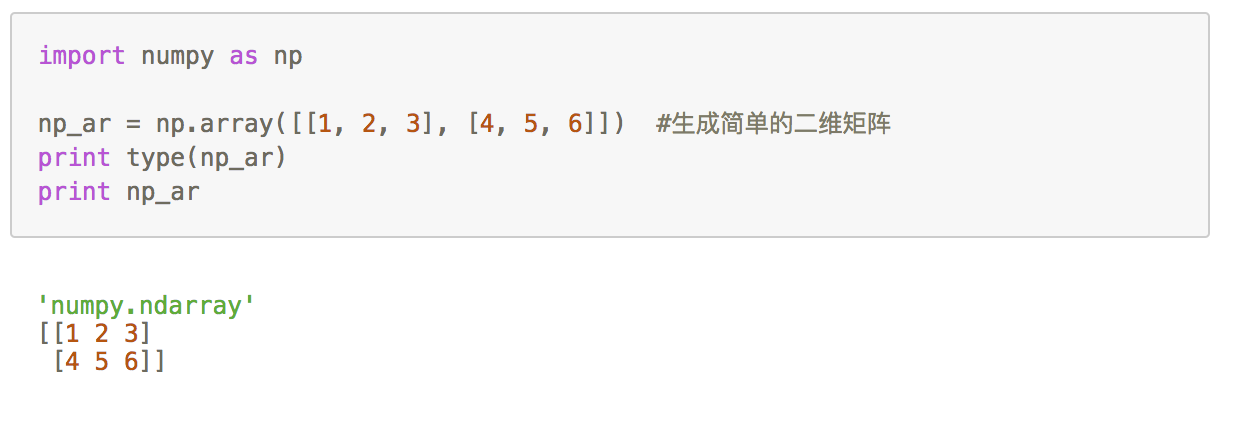 import numpy as np
np_ar = np.array([[1, 2, 3], [4, 5, 6]])  #生成简单的二维矩阵
print type(np_ar)
print np_ar
'numpy.ndarray'
[[1 2 3]
 [4 5 6]]